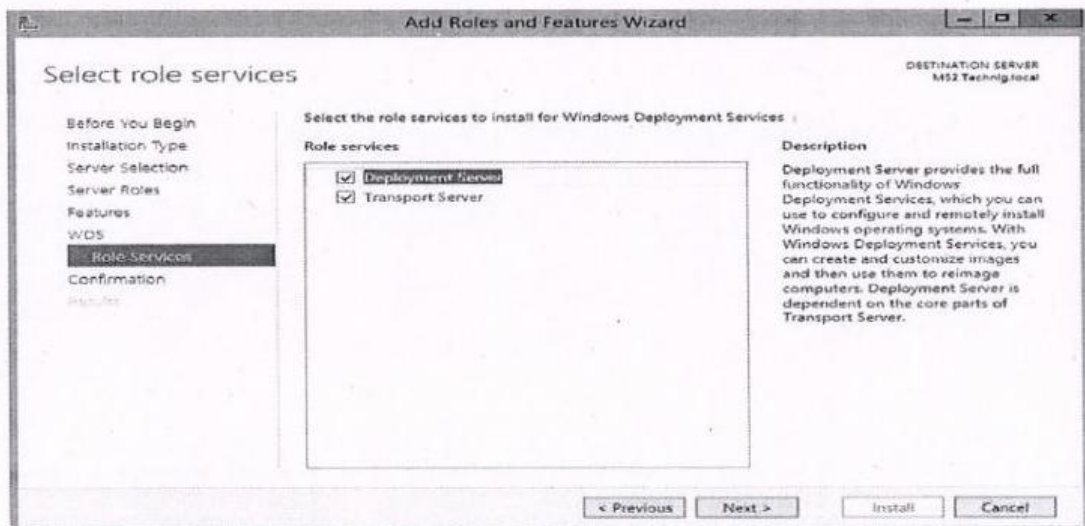 Add Roles and Features Wizard
Select role services
DESTINATION SERVER
MS2 Technig.local
Before You Begin
Installation Type
Server Selection
Server Roles
Features
WDS
Role Services
Confirmation
Results
Select the role services to install for Windows Deployment Services
Role services
Deployment Server
Transport Server
Description
Deployment Server provides the full
functionality of Windows
Deployment Services, which you can
use to configure and remotely install
Windows operating systems. With
Windows Deployment Services, you
can create and customize images
and then use them to reimage
computers. Deployment Server is
dependent on the core parts of
Transport Server.
< Previous
Next >
Install
Cancel